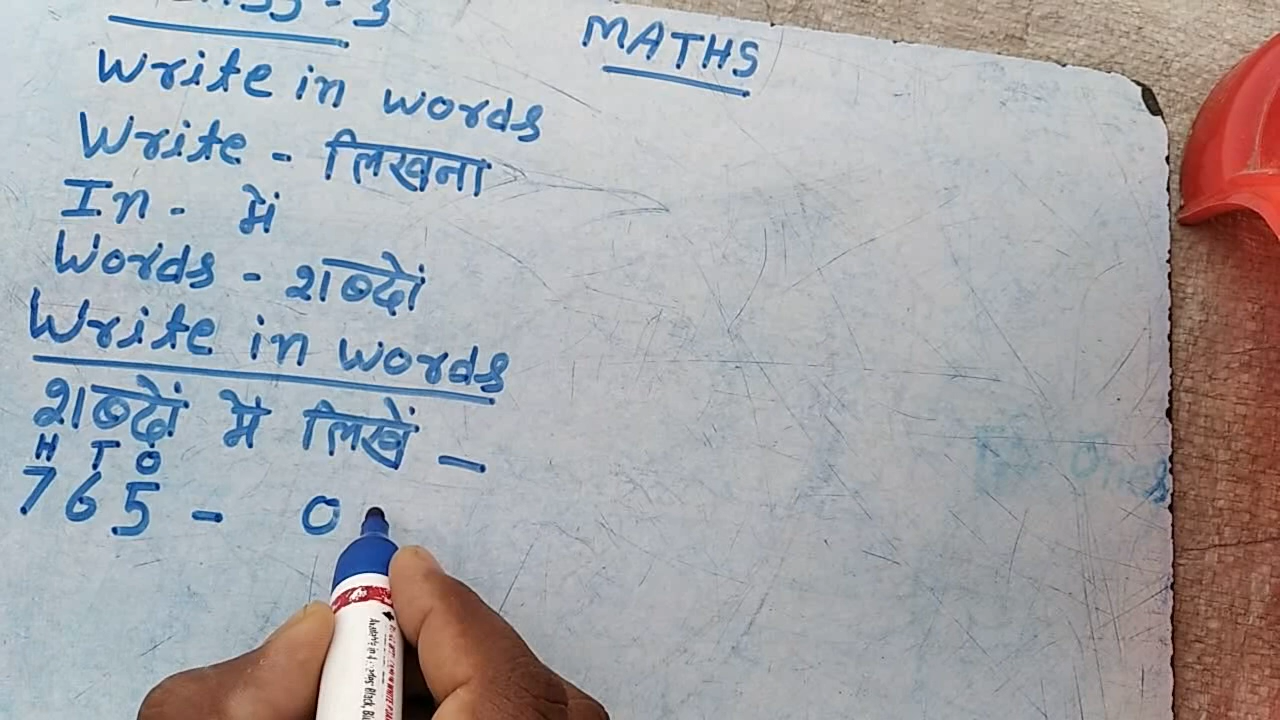 MATHS
Write in words
Write - लिखना
In - में
Words - शब्दों
Write in words
शब्दों में लिखें -
H T O
765 - O